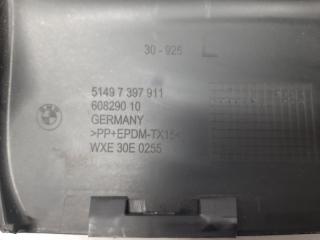 30 - 925 L
5149 7 397 911
608290 10
GERMANY
>PP+EPDM-TX15<
WXE 30E 0255